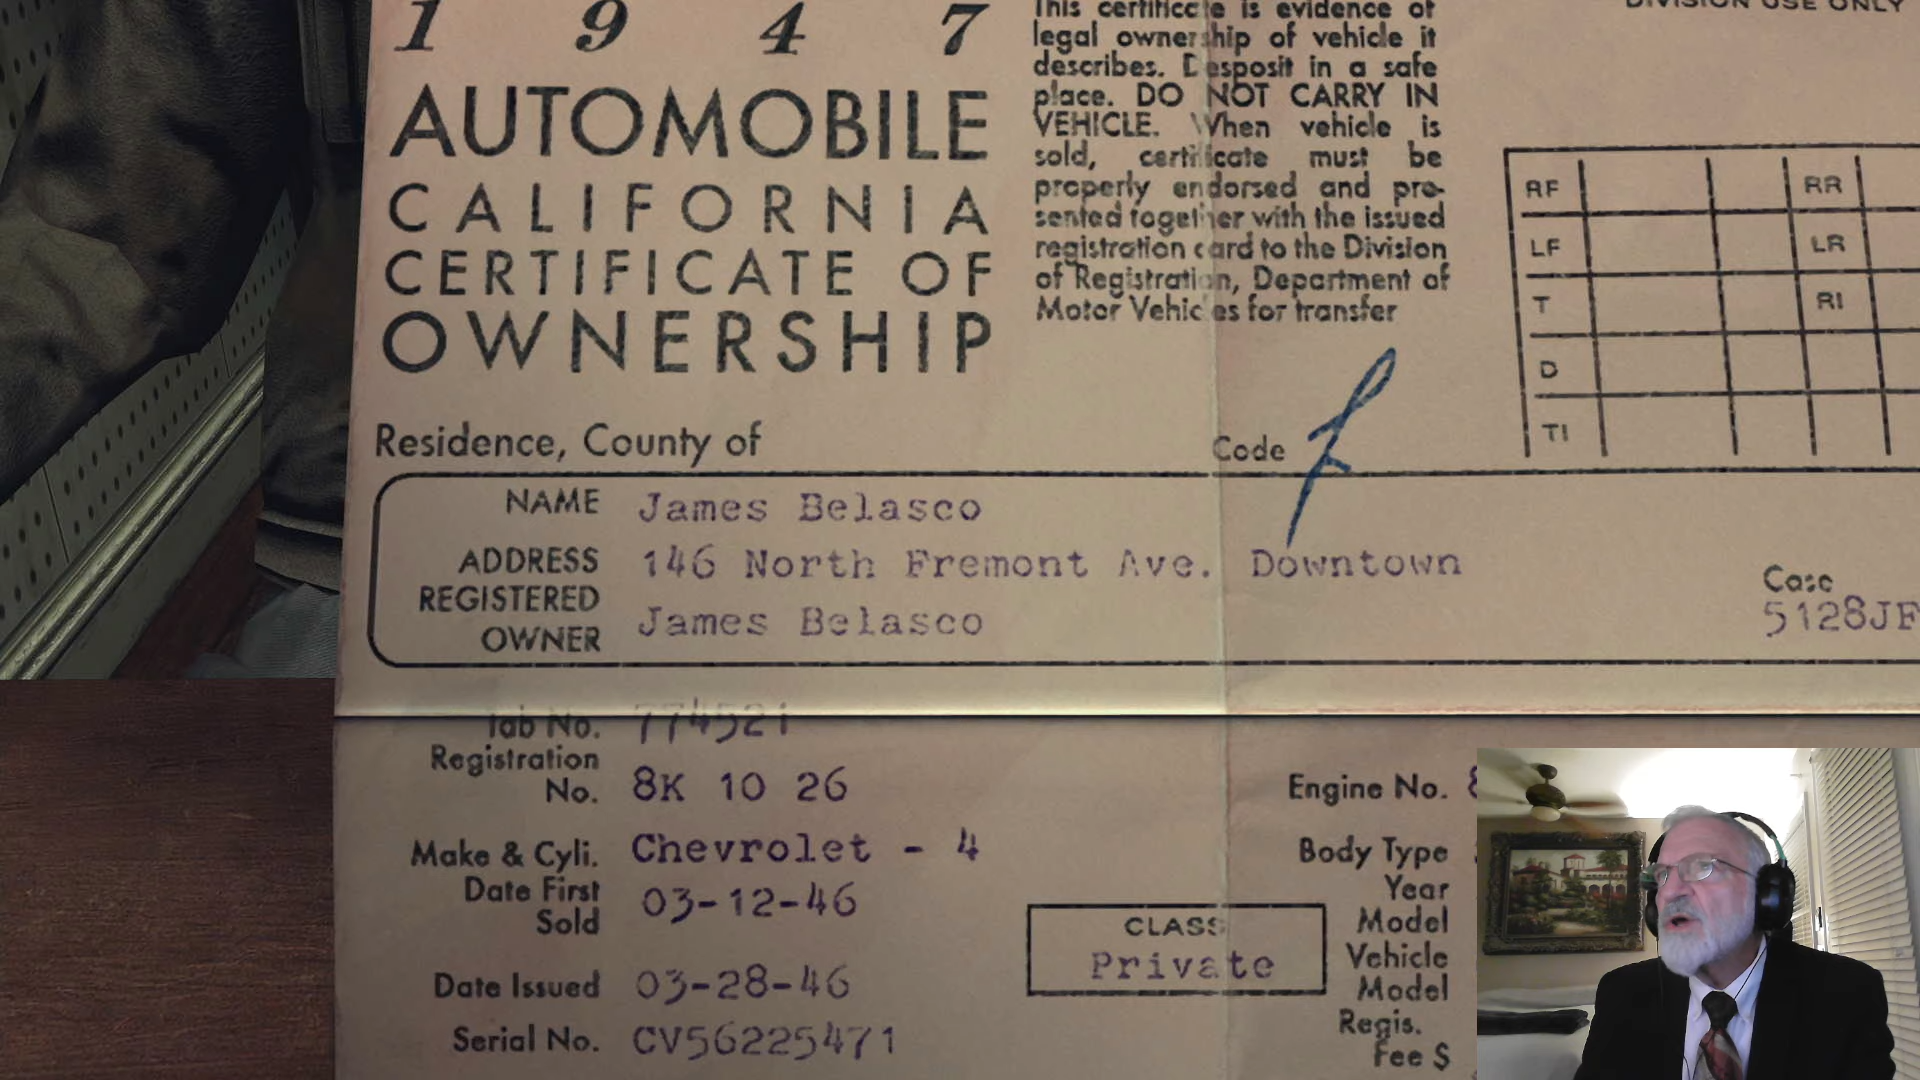 1 9 4 7
AUTOMOBILE
CALIFORNIA
CERTIFICATE OF
OWNERSHIP
This certificate is evidence of
legal ownership of vehicle it
describes. Desposit in a safe
place. DO NOT CARRY IN
VEHICLE. When vehicle is
sold, certificate must be
properly endorsed and pre-
sented together with the issued
registration card to the Division
of Registration, Department of
Motor Vehicles for transfer
DIVISION USE ONLY
RF RR
LF LR
T RI
D
TI
Residence, County of
Code
NAME James Belasco
ADDRESS 146 North Fremont Ave. Downtown
REGISTERED
OWNER James Belasco
Case
5128JF
Tab No. 774521
Registration
No. 8K 10 26
Make & Cyli. Chevrolet - 4
Date First
Sold 03-12-46
Date Issued 03-28-46
Serial No. CV56225471
CLASS
Private
Engine No.
Body Type
Year
Model
Vehicle
Model
Regis.
Fee $